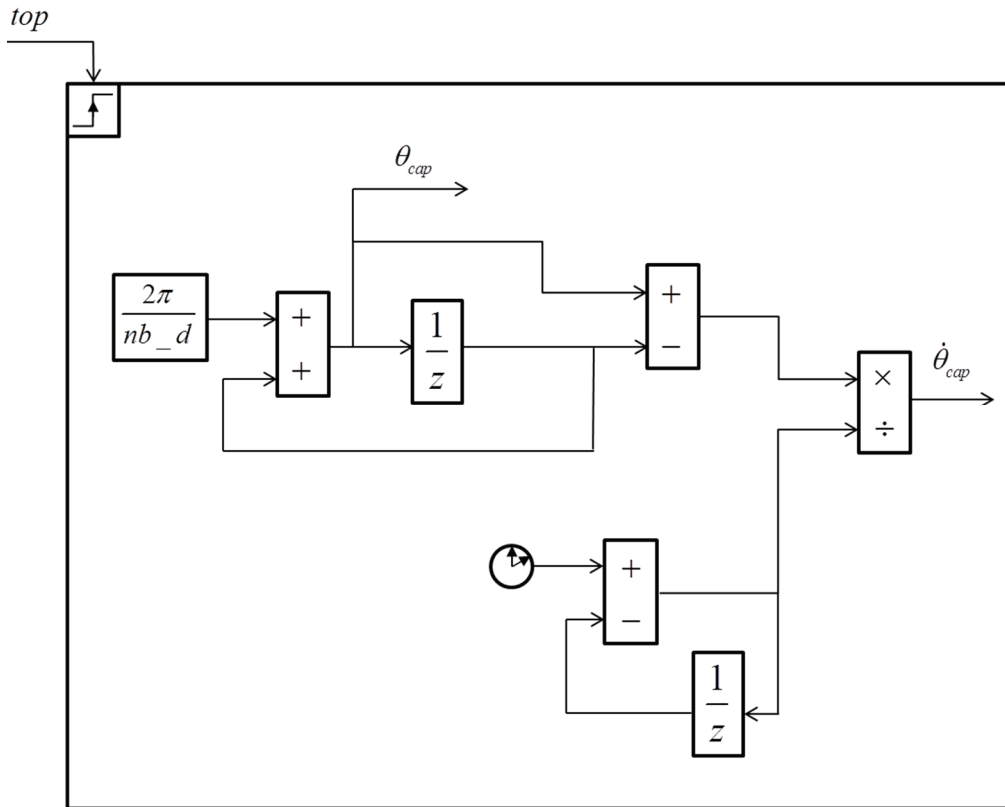 top
θ_cap
2π
nb_d
+
+
1
z
+
−
×
÷
θ̇_cap
+
−
1
z